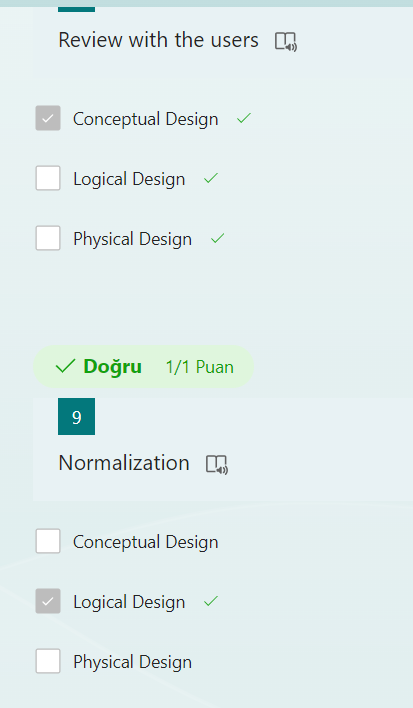 Review with the users
Conceptual Design
Logical Design
Physical Design
Doğru 1/1 Puan
9
Normalization
Conceptual Design
Logical Design
Physical Design